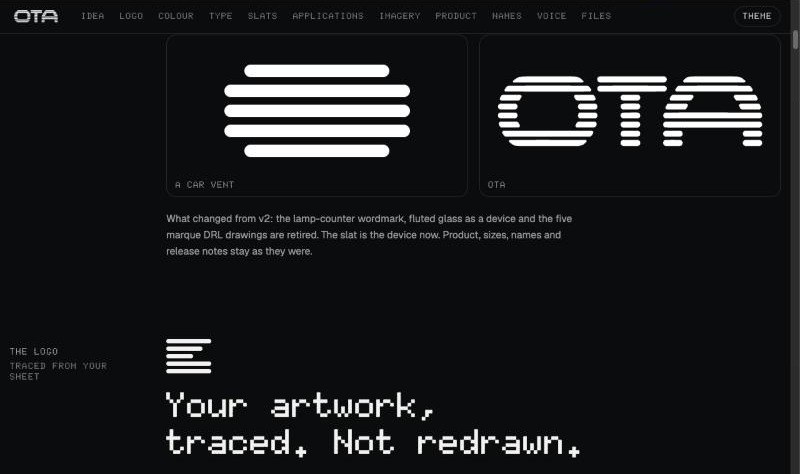 OTA IDEA LOGO COLOUR TYPE SLATS APPLICATIONS IMAGERY PRODUCT NAMES VOICE FILES THEME
OTA
A CAR VENT
OTA
What changed from v2: the lamp-counter wordmark, fluted glass as a device and the five
marque DRL drawings are retired. The slat is the device now. Product, sizes, names and
release notes stay as they were.
THE LOGO
TRACED FROM YOUR
SHEET
Your artwork,
traced. Not redrawn.